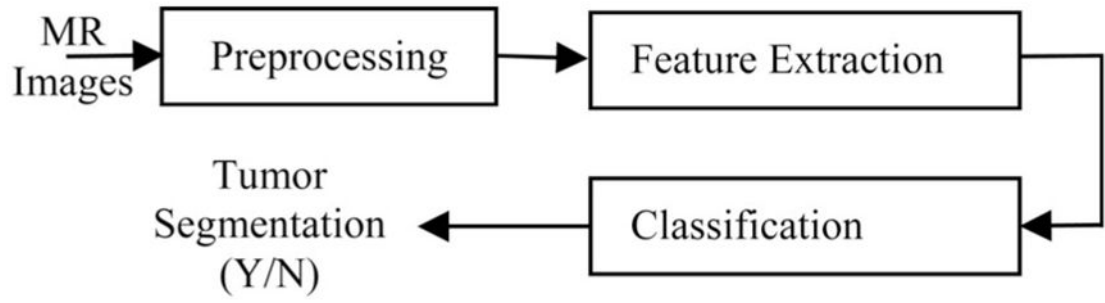 MR
Images
Preprocessing
Feature Extraction
Classification
Tumor
Segmentation
(Y/N)